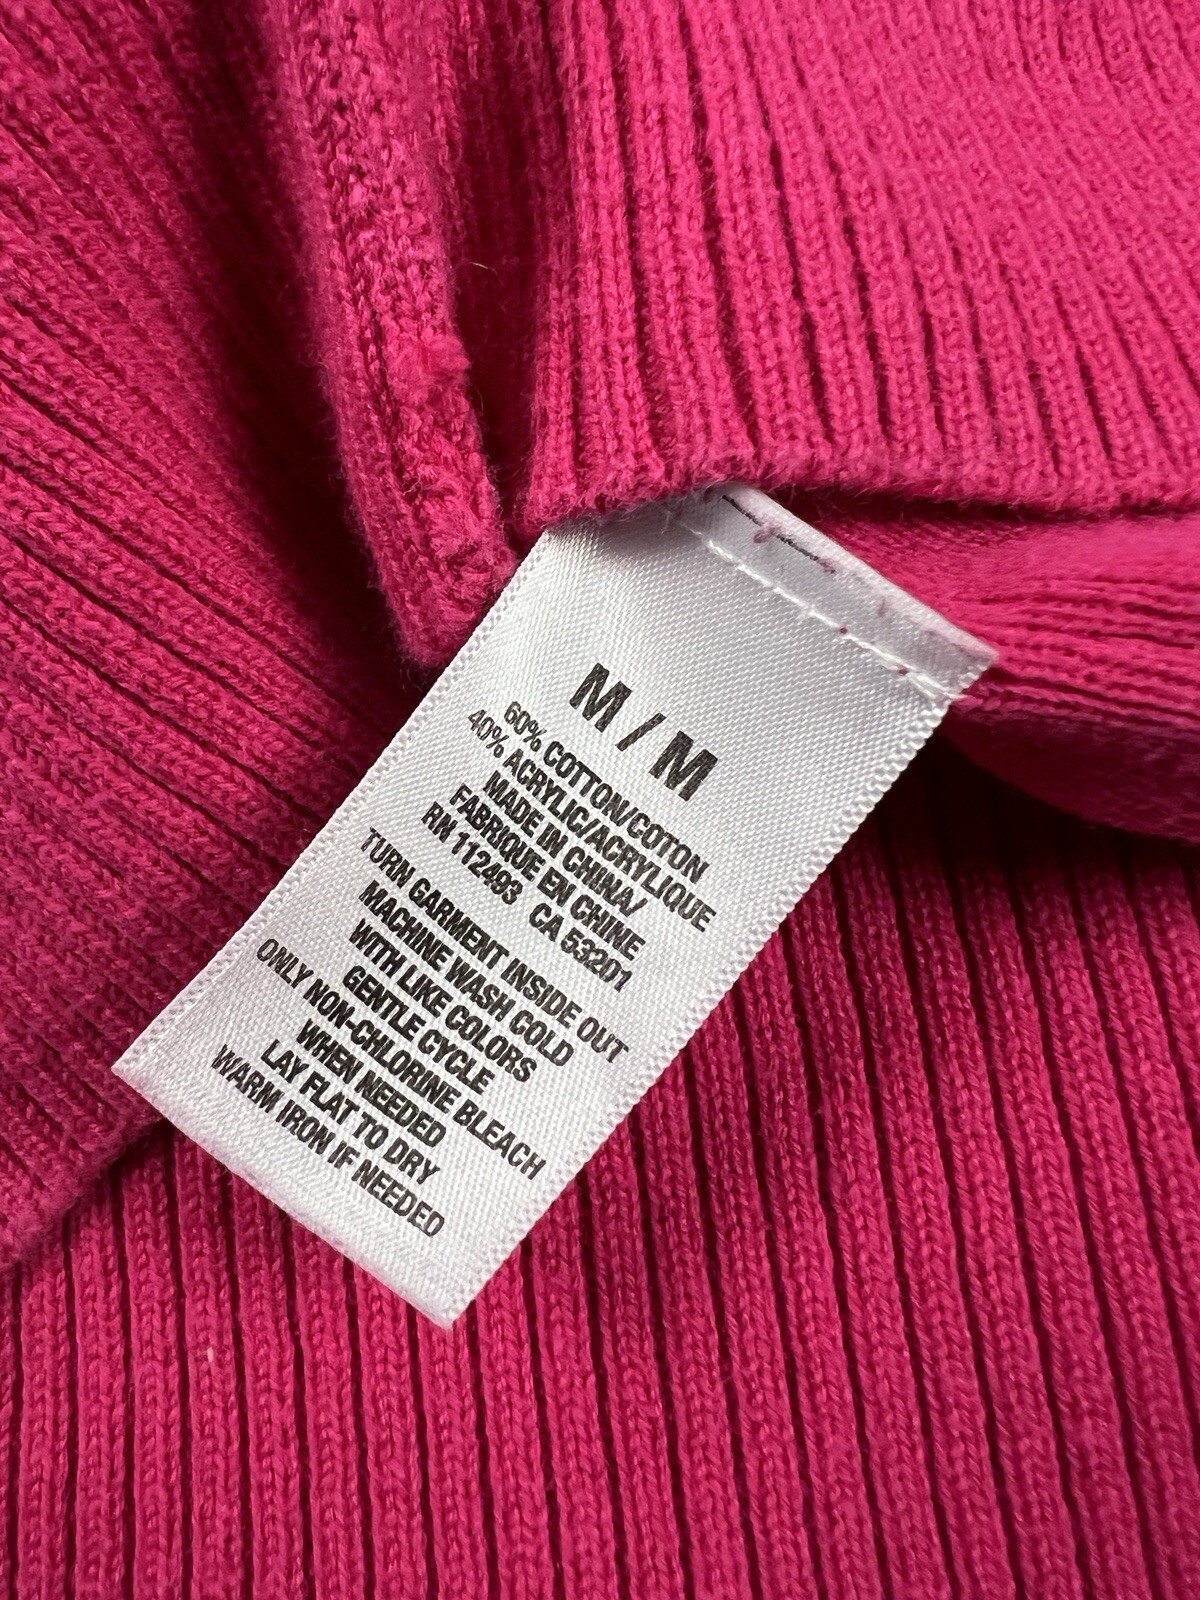 M / M
60% COTTON/COTON
40% ACRYLIC/ACRYLIQUE
MADE IN CHINA/
FABRIQUE EN CHINE
RN 112493 CA 53201
TURN GARMENT INSIDE OUT
MACHINE WASH COLD
WITH LIKE COLORS
GENTLE CYCLE
ONLY NON-CHLORINE BLEACH
WHEN NEEDED
LAY FLAT TO DRY
WARM IRON IF NEEDED